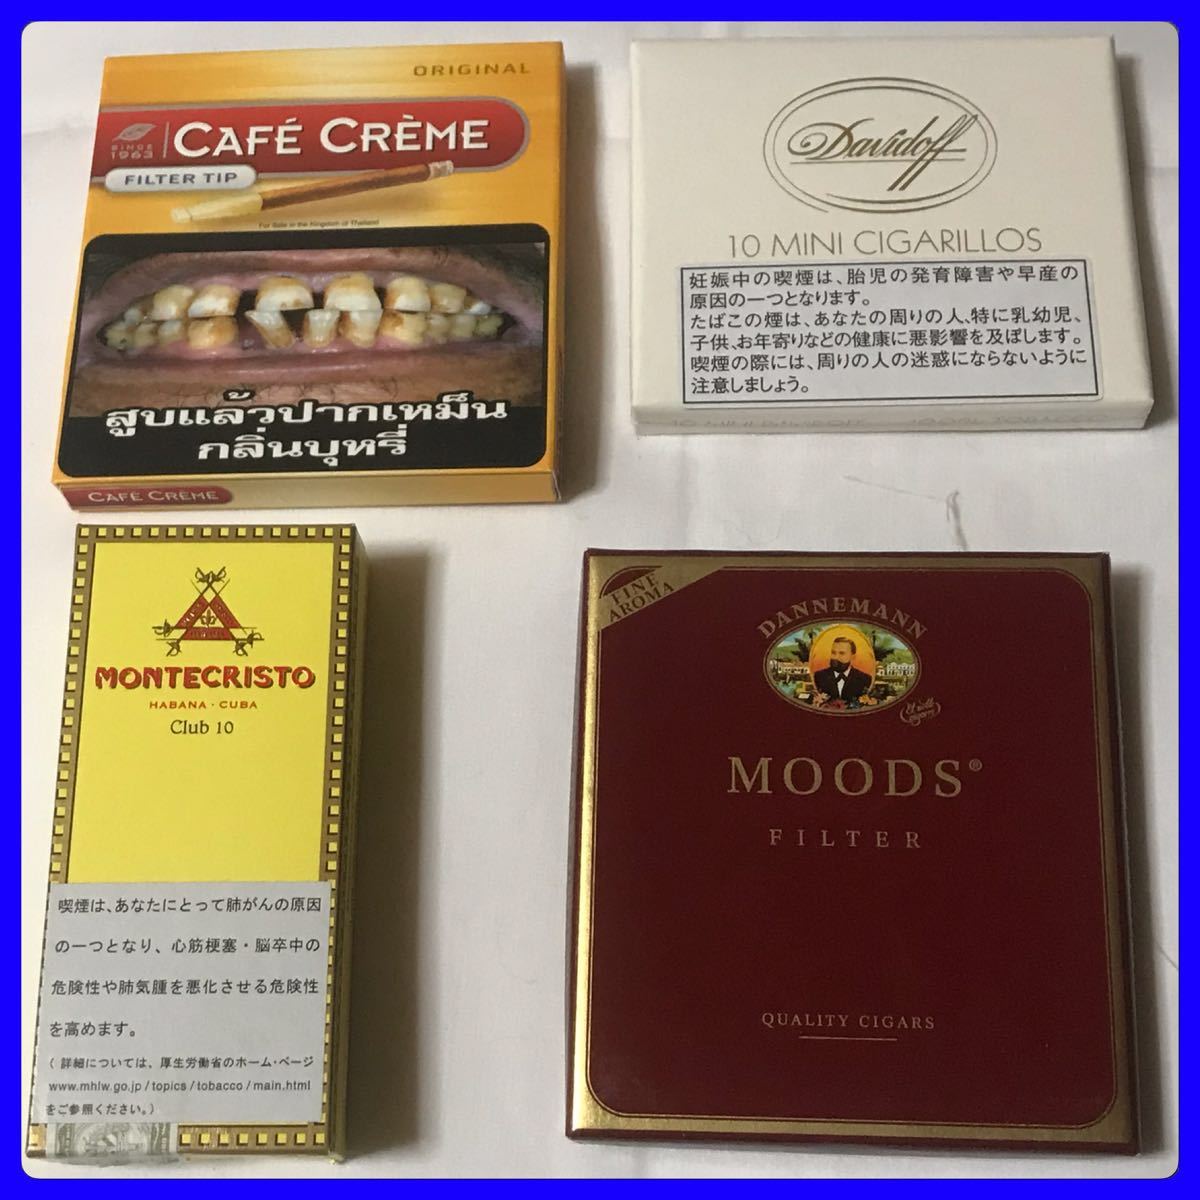 ORIGINAL
SINCE
1963
CAFÉ CRÈME
FILTER TIP
For Sale in the Kingdom of Thailand
สูบแล้วปากเหม็น
กลิ่นบุหรี่
CAFÉ CRÈME
Davidoff
10 MINI CIGARILLOS
妊娠中の喫煙は、胎児の発育障害や早産の
原因の一つとなります。
たばこの煙は、あなたの周りの人、特に乳幼児、
子供、お年寄りなどの健康に悪影響を及ぼします。
喫煙の際には、周りの人の迷惑にならないように
注意しましょう。
MONTECRISTO
HABANA · CUBA
Club 10
喫煙は、あなたにとって肺がんの原因
の一つとなり、心筋梗塞・脳卒中の
危険性や肺気腫を悪化させる危険性
を高めます。
（詳細については、厚生労働省のホーム・ページ
www.mhlw.go.jp/topics/tobacco/main.html
をご参照ください。）
FINE
AROMA
DANNEMANN
MOODS®
FILTER
QUALITY CIGARS